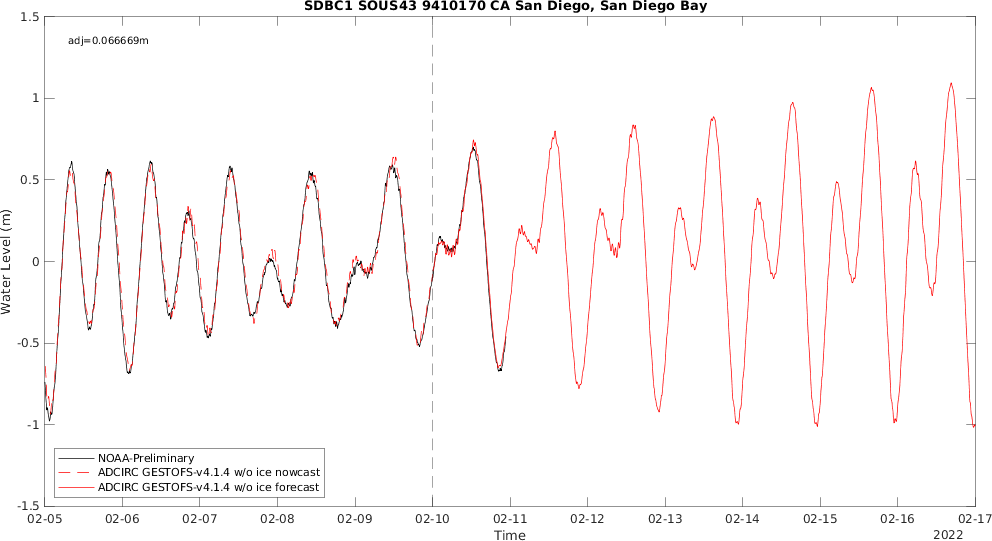 SDBC1 SOUS43 9410170 CA San Diego, San Diego Bay
adj=0.066669m
1.5
1
0.5
0
-0.5
-1
-1.5
Water Level (m)
NOAA-Preliminary
ADCIRC GESTOFS-v4.1.4 w/o ice nowcast
ADCIRC GESTOFS-v4.1.4 w/o ice forecast
02-05 02-06 02-07 02-08 02-09 02-10 02-11 02-12 02-13 02-14 02-15 02-16 02-17
Time
2022